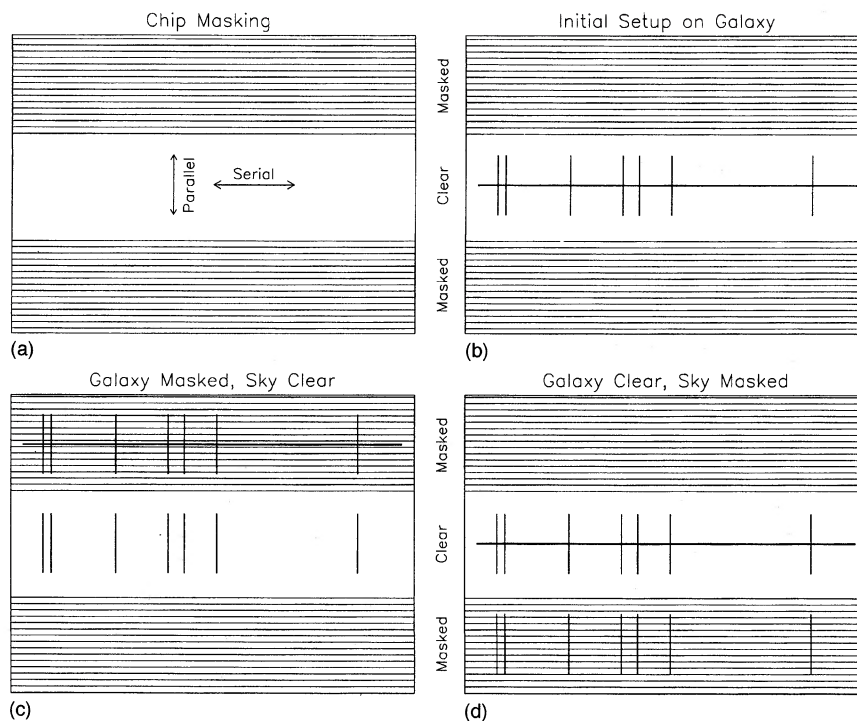 Chip Masking
Parallel
Serial
(a)
Initial Setup on Galaxy
Masked
Clear
Masked
(b)
Galaxy Masked, Sky Clear
(c)
Galaxy Clear, Sky Masked
Masked
Clear
Masked
(d)